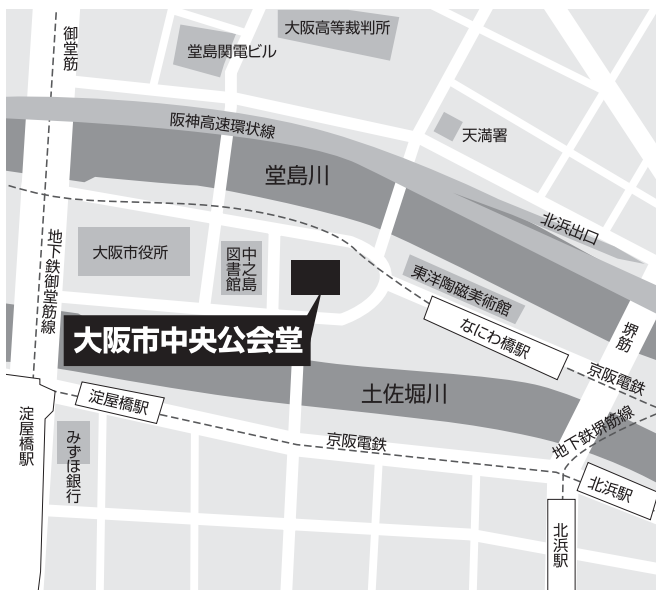 御堂筋
大阪高等裁判所
堂島関電ビル
阪神高速環状線
天満署
堂島川
北浜出口
地下鉄御堂筋線
大阪市役所
中之島
図書館
東洋陶磁美術館
なにわ橋駅
堺筋
大阪市中央公会堂
京阪電鉄
土佐堀川
淀屋橋駅
淀屋橋駅
みずほ銀行
京阪電鉄
地下鉄堺筋線
北浜駅
北浜駅